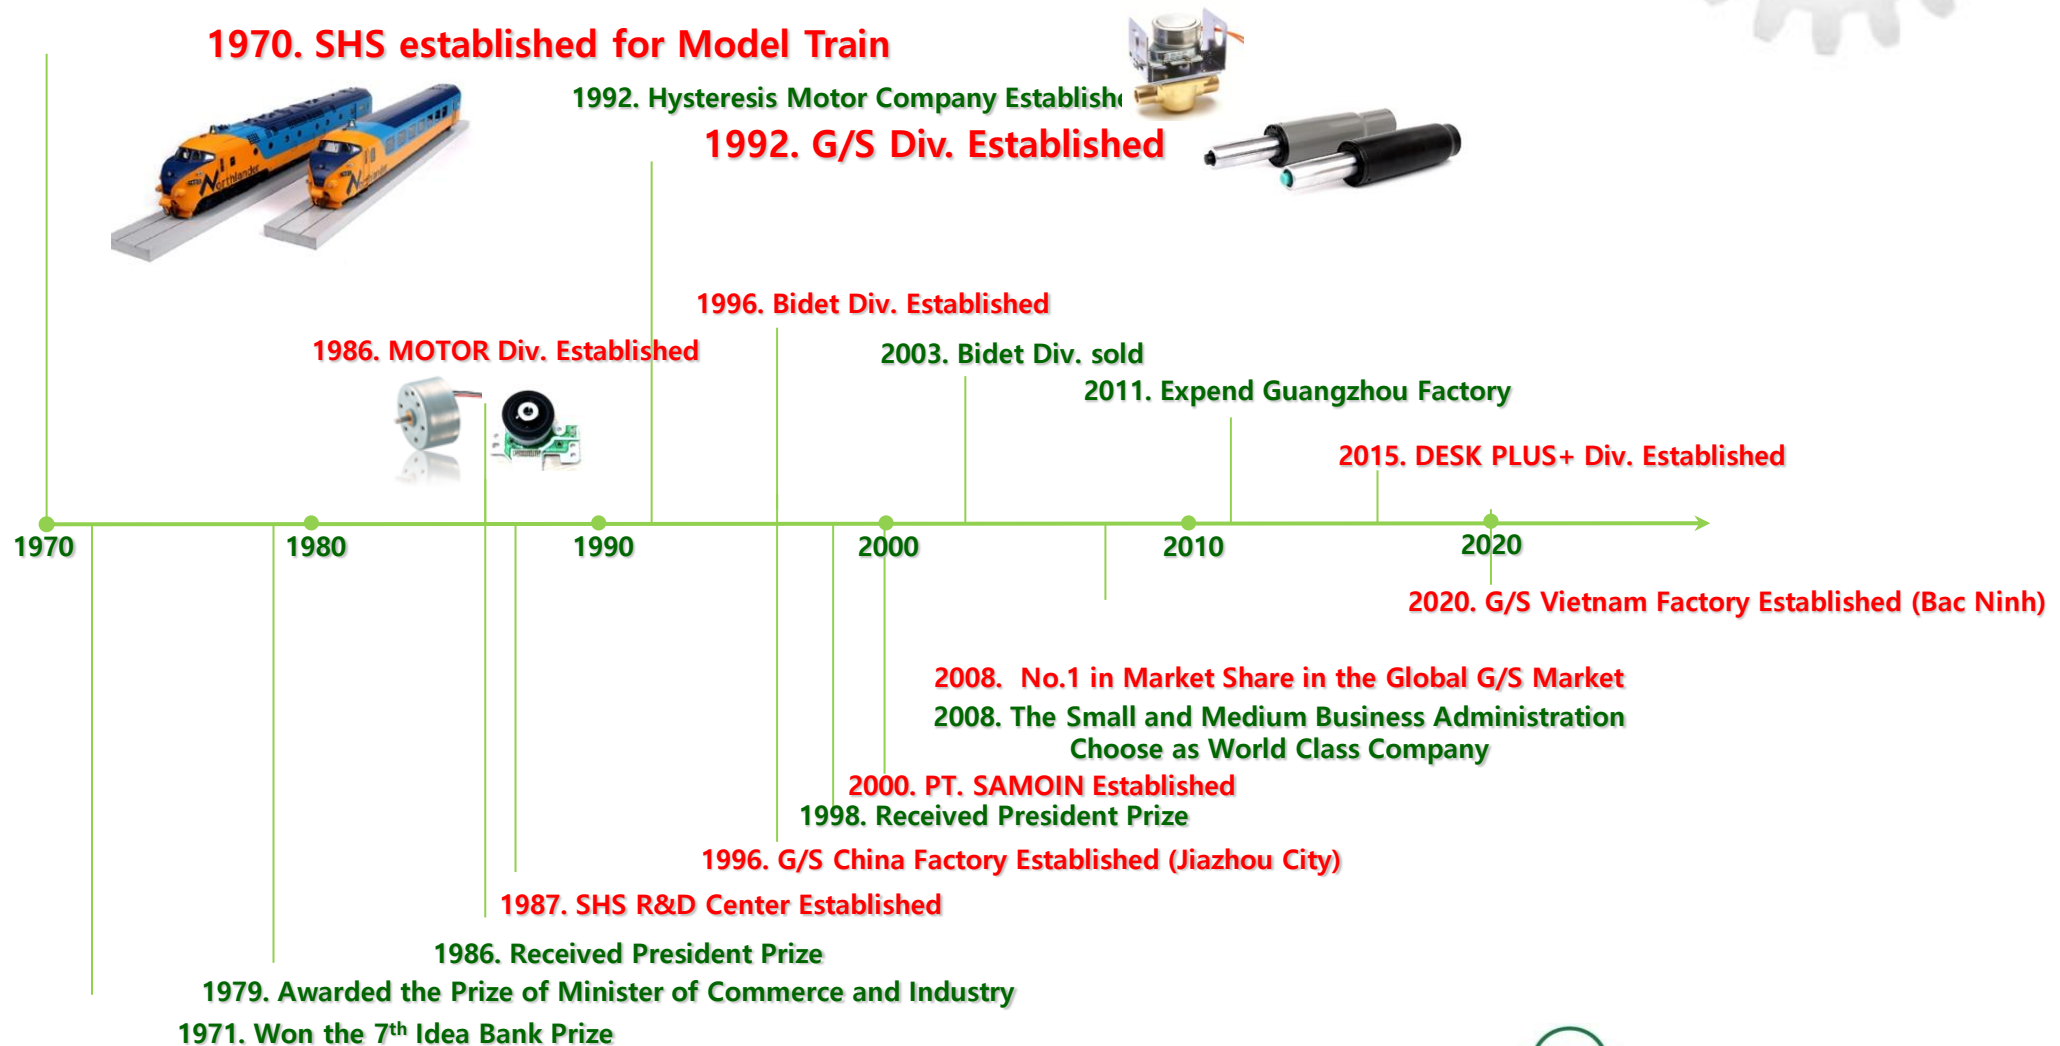 1970. SHS established for Model Train
1992. Hysteresis Motor Company Establishe
1992. G/S Div. Established
Northlander
Northlander
1996. Bidet Div. Established
1986. MOTOR Div. Established
2003. Bidet Div. sold
2011. Expend Guangzhou Factory
2015. DESK PLUS+ Div. Established
1970
1980
1990
2000
2010
2020
2020. G/S Vietnam Factory Established (Bac Ninh)
2008. No.1 in Market Share in the Global G/S Market
2008. The Small and Medium Business Administration
Choose as World Class Company
2000. PT. SAMOIN Established
1998. Received President Prize
1996. G/S China Factory Established (Jiazhou City)
1987. SHS R&D Center Established
1986. Received President Prize
1979. Awarded the Prize of Minister of Commerce and Industry
1971. Won the 7th Idea Bank Prize